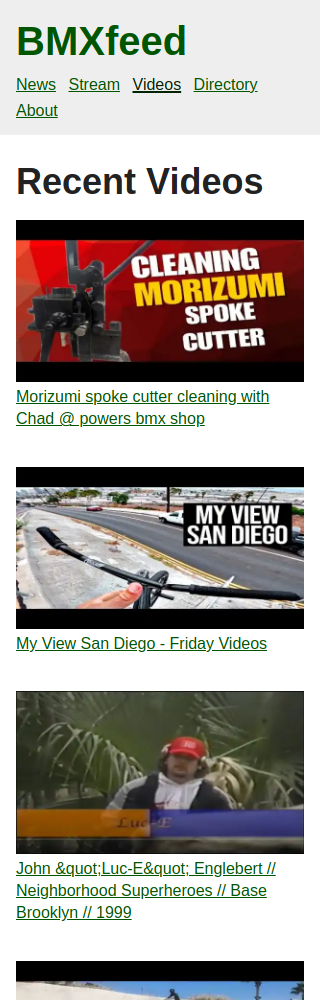 BMXfeed
News Stream Videos Directory
About
Recent Videos
CLEANING
MORIZUMI
SPOKE
CUTTER
Morizumi spoke cutter cleaning with
Chad @ powers bmx shop
MY VIEW
SAN DIEGO
My View San Diego - Friday Videos
Luc-E
John &quot;Luc-E&quot; Englebert //
Neighborhood Superheroes // Base
Brooklyn // 1999